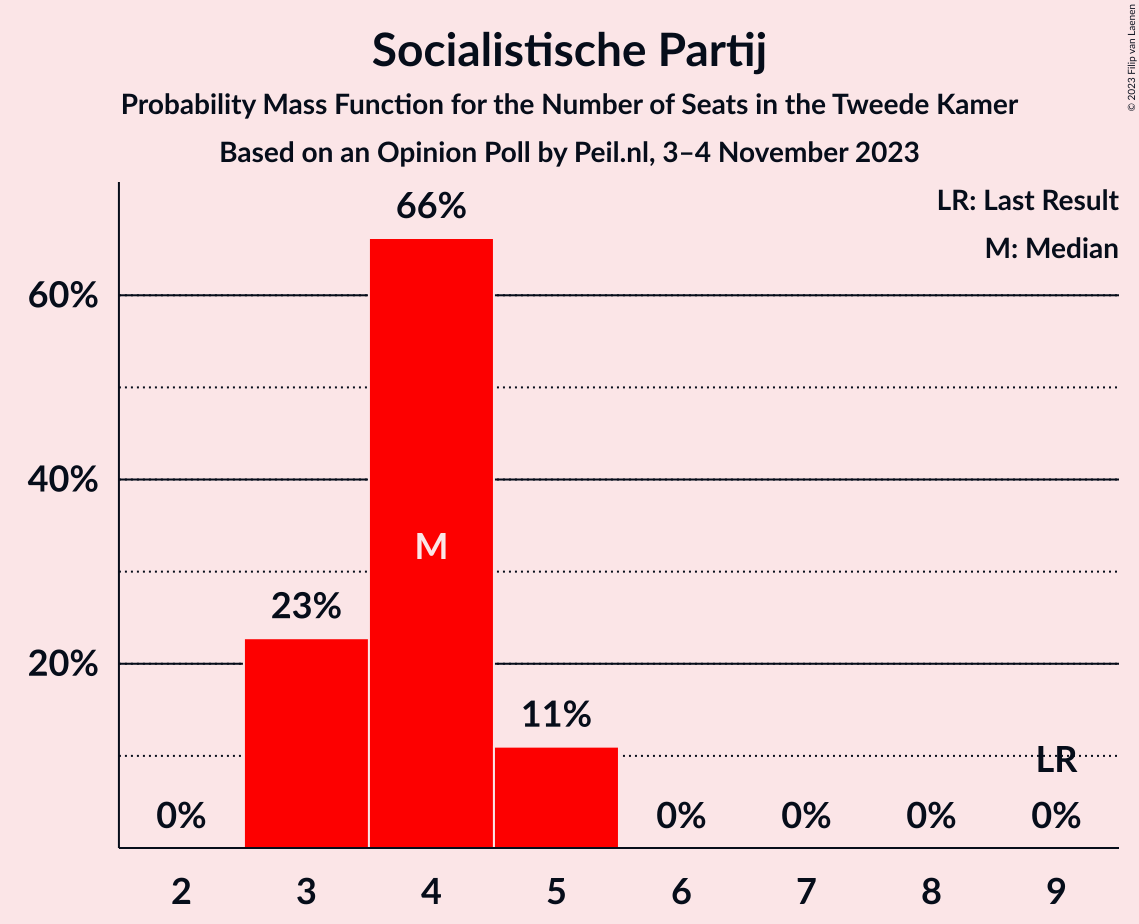 Socialistische Partij
Probability Mass Function for the Number of Seats in the Tweede Kamer
Based on an Opinion Poll by Peil.nl, 3–4 November 2023
© 2023 Filip van Laenen
LR: Last Result
M: Median
66%
60%
40%
M
23%
20%
11%
LR
0%
0%
0%
0%
0%
2 3 4 5 6 7 8 9